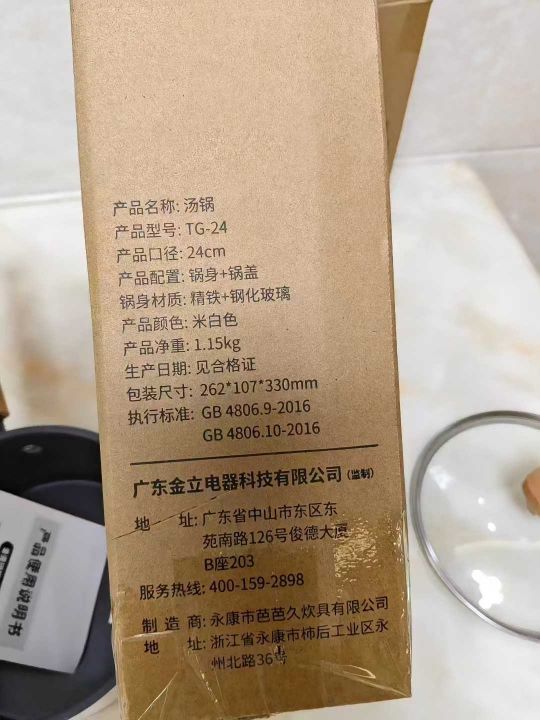 产品名称: 汤锅
产品型号: TG-24
产品口径: 24cm
产品配置: 锅身+锅盖
锅身材质: 精铁+钢化玻璃
产品颜色: 米白色
产品净重: 1.15kg
生产日期: 见合格证
包装尺寸: 262*107*330mm
执行标准: GB 4806.9-2016
GB 4806.10-2016
广东金立电器科技有限公司(监制)
地 址: 广东省中山市东区东
苑南路126号俊德大厦
B座203
服务热线: 400-159-2898
制 造 商: 永康市芭芭久炊具有限公司
地 址: 浙江省永康市柿后工业区永
州北路36号
产品使用说明书